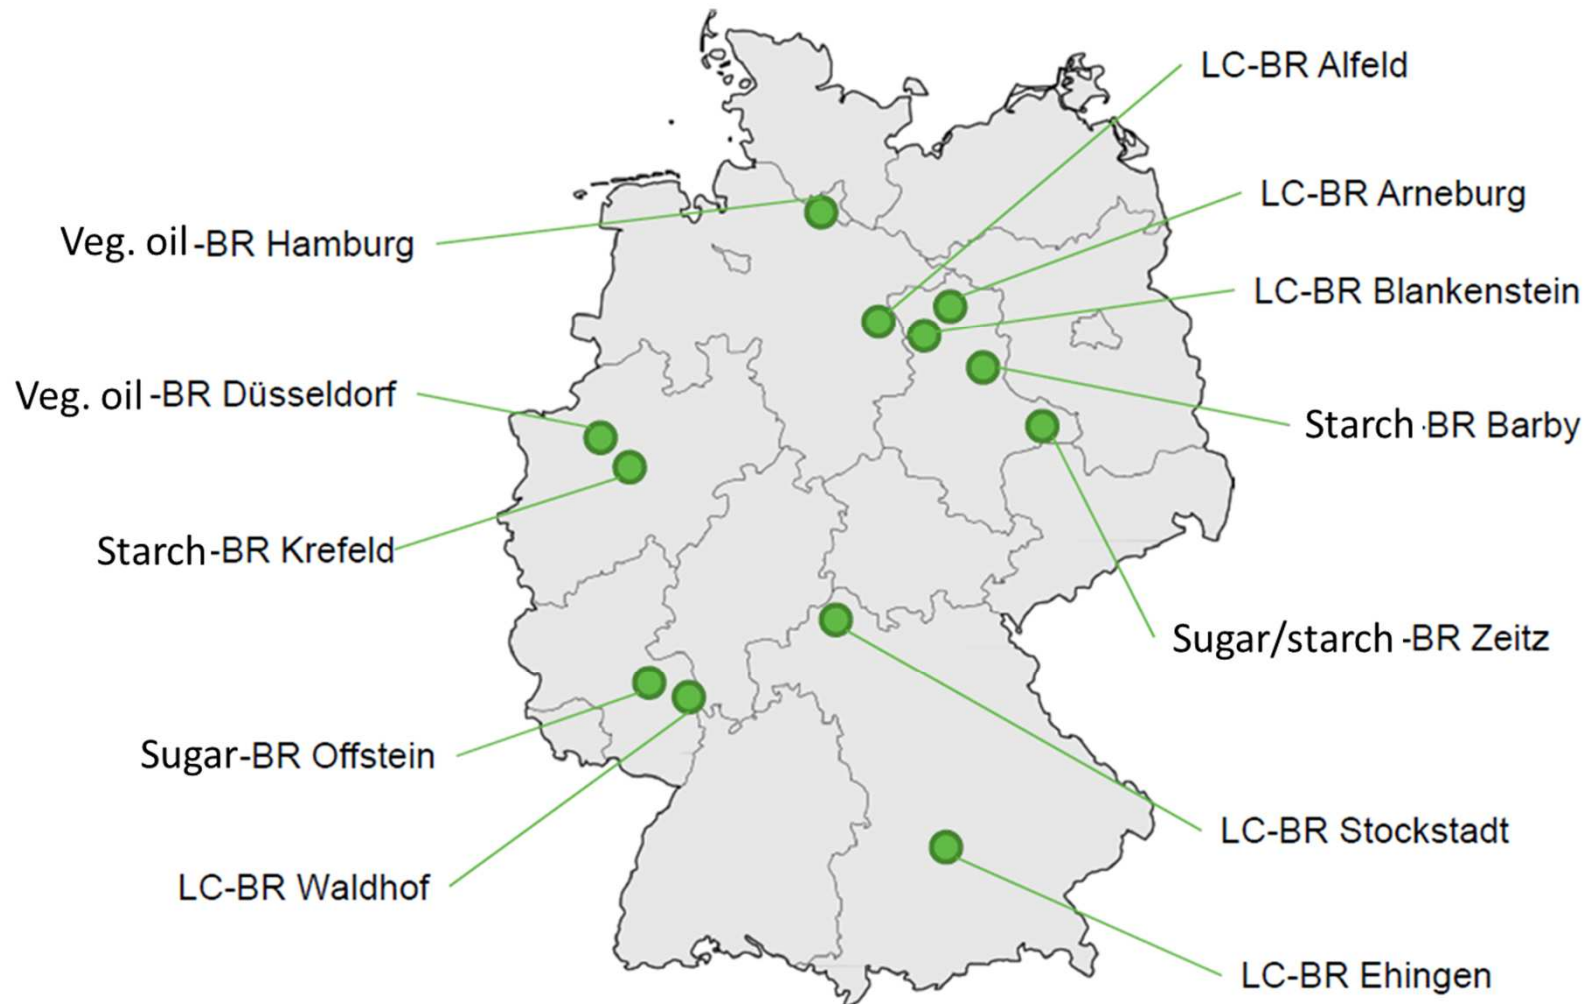 LC-BR Alfeld
LC-BR Arneburg
Veg. oil -BR Hamburg
LC-BR Blankenstein
Veg. oil -BR Düsseldorf
Starch -BR Barby
Starch-BR Krefeld
Sugar/starch -BR Zeitz
Sugar-BR Offstein
LC-BR Stockstadt
LC-BR Waldhof
LC-BR Ehingen